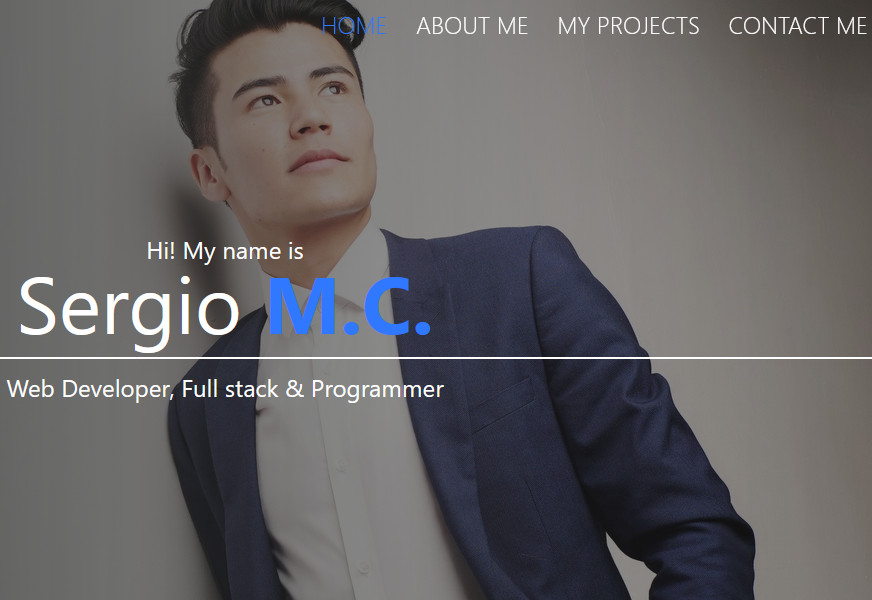 HOME ABOUT ME MY PROJECTS CONTACT ME
Hi! My name is
Sergio M.C.
Web Developer, Full stack & Programmer